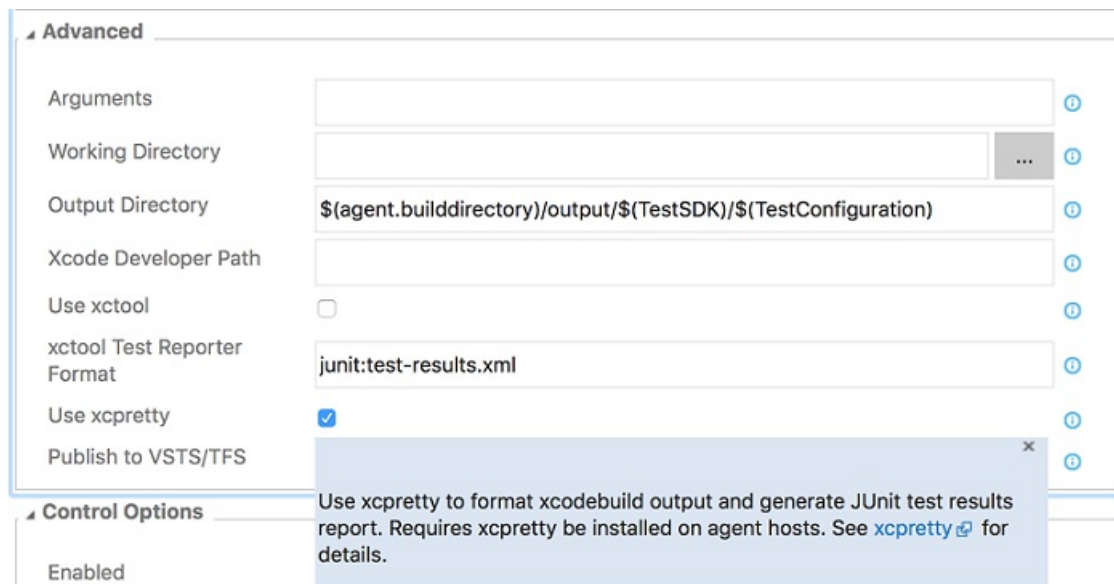 Advanced
Arguments
Working Directory
...
Output Directory
$(agent.builddirectory)/output/$(TestSDK)/$(TestConfiguration)
Xcode Developer Path
Use xctool
xctool Test Reporter
Format
junit:test-results.xml
Use xcpretty
Publish to VSTS/TFS
Use xcpretty to format xcodebuild output and generate JUnit test results
report. Requires xcpretty be installed on agent hosts. See xcpretty for
details.
Control Options
Enabled